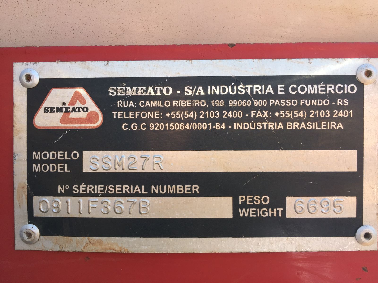 SEMEATO
SEMEATO - S/A INDÚSTRIA E COMÉRCIO
RUA: CAMILO RIBEIRO, 190. 99060 900 PASSO FUNDO - RS
TELEFONE: +55(54) 2103 2400 - FAX: +55(54) 2103 2401
C.G.C 92015064/0001-84 - INDÚSTRIA BRASILEIRA
MODELO
MODEL SSM27R
Nº SÉRIE/SERIAL NUMBER
0811F367B
PESO
WEIGHT 6695